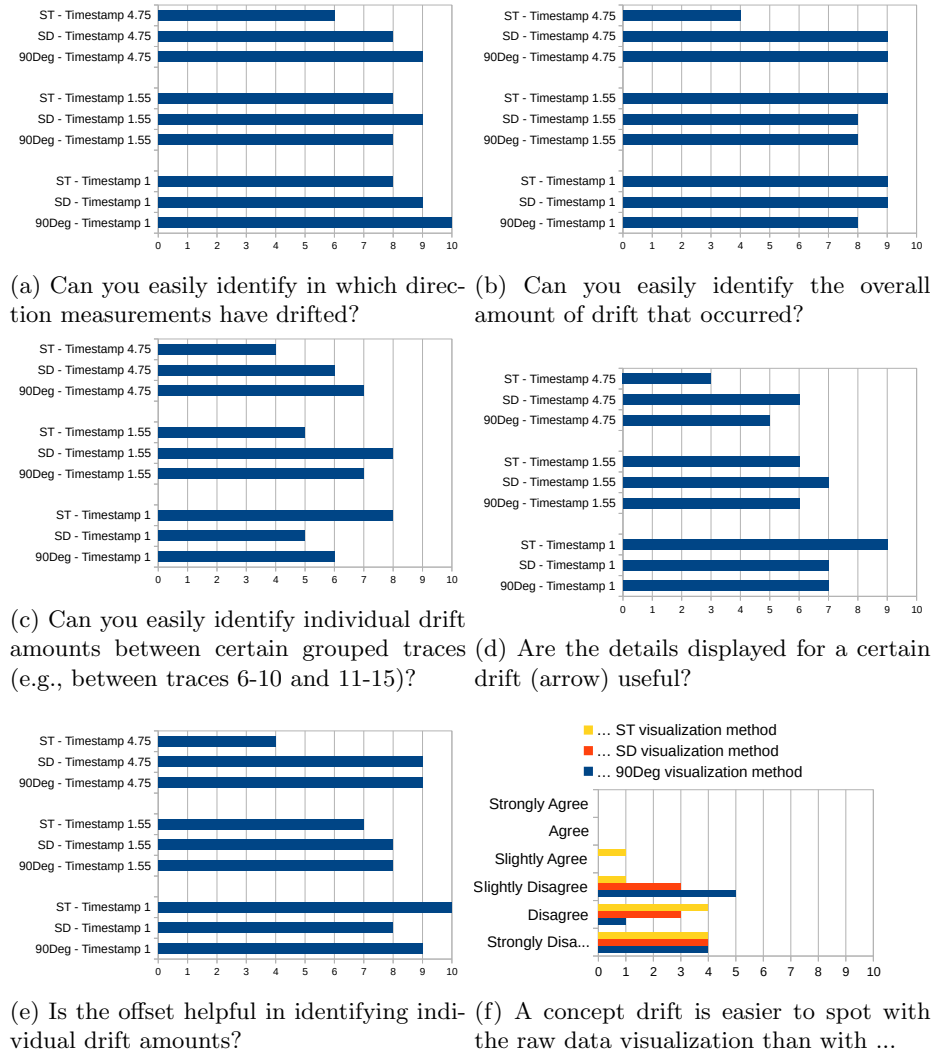 ST - Timestamp 4.75
SD - Timestamp 4.75
90Deg - Timestamp 4.75
ST - Timestamp 1.55
SD - Timestamp 1.55
90Deg - Timestamp 1.55
ST - Timestamp 1
SD - Timestamp 1
90Deg - Timestamp 1
0 1 2 3 4 5 6 7 8 9 10
(a) Can you easily identify in which direc-
tion measurements have drifted?
ST - Timestamp 4.75
SD - Timestamp 4.75
90Deg - Timestamp 4.75
ST - Timestamp 1.55
SD - Timestamp 1.55
90Deg - Timestamp 1.55
ST - Timestamp 1
SD - Timestamp 1
90Deg - Timestamp 1
0 1 2 3 4 5 6 7 8 9 10
(b) Can you easily identify the overall
amount of drift that occurred?
ST - Timestamp 4.75
SD - Timestamp 4.75
90Deg - Timestamp 4.75
ST - Timestamp 1.55
SD - Timestamp 1.55
90Deg - Timestamp 1.55
ST - Timestamp 1
SD - Timestamp 1
90Deg - Timestamp 1
0 1 2 3 4 5 6 7 8 9 10
(c) Can you easily identify individual drift
amounts between certain grouped traces
(e.g., between traces 6-10 and 11-15)?
ST - Timestamp 4.75
SD - Timestamp 4.75
90Deg - Timestamp 4.75
ST - Timestamp 1.55
SD - Timestamp 1.55
90Deg - Timestamp 1.55
ST - Timestamp 1
SD - Timestamp 1
90Deg - Timestamp 1
0 1 2 3 4 5 6 7 8 9 10
(d) Are the details displayed for a certain
drift (arrow) useful?
ST - Timestamp 4.75
SD - Timestamp 4.75
90Deg - Timestamp 4.75
ST - Timestamp 1.55
SD - Timestamp 1.55
90Deg - Timestamp 1.55
ST - Timestamp 1
SD - Timestamp 1
90Deg - Timestamp 1
0 1 2 3 4 5 6 7 8 9 10
(e) Is the offset helpful in identifying indi-
vidual drift amounts?
... ST visualization method
... SD visualization method
... 90Deg visualization method
Strongly Agree
Agree
Slightly Agree
Slightly Disagree
Disagree
Strongly Disa...
0 1 2 3 4 5 6 7 8 9 10
(f) A concept drift is easier to spot with
the raw data visualization than with ...